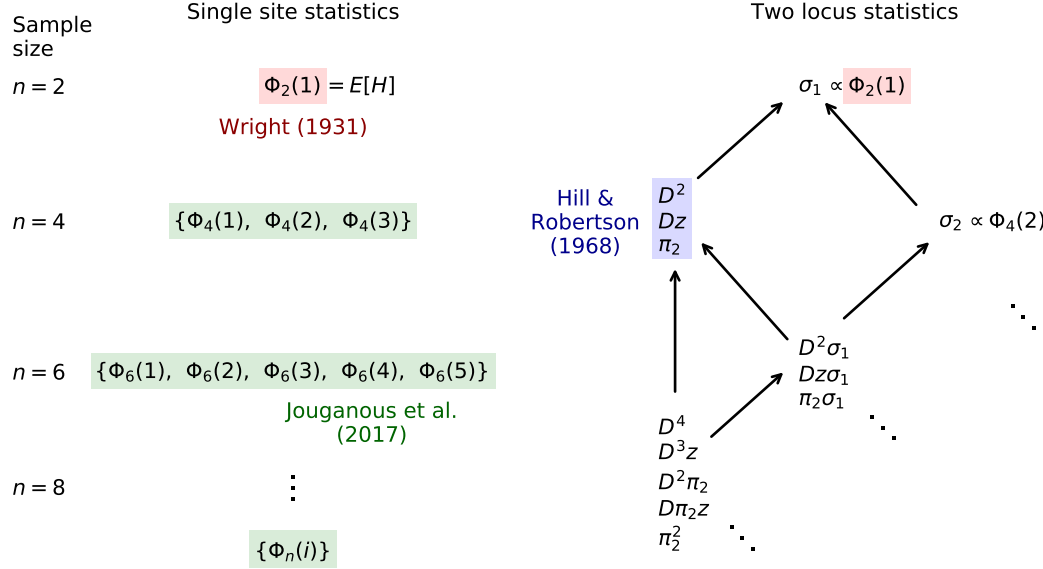 Single site statistics
Two locus statistics
Sample
size
n = 2
Φ₂(1) = E[H]
σ₁ ∝ Φ₂(1)
Wright (1931)
n = 4
{Φ₄(1), Φ₄(2), Φ₄(3)}
Hill &
Robertson
(1968)
D²
Dz
π₂
σ₂ ∝ Φ₄(2)
n = 6
{Φ₆(1), Φ₆(2), Φ₆(3), Φ₆(4), Φ₆(5)}
Jouganous et al.
(2017)
D²σ₁
Dzσ₁
π₂σ₁
n = 8
⋮
{Φₙ(i)}
D⁴
D³z
D²π₂
Dπ₂z
π₂²